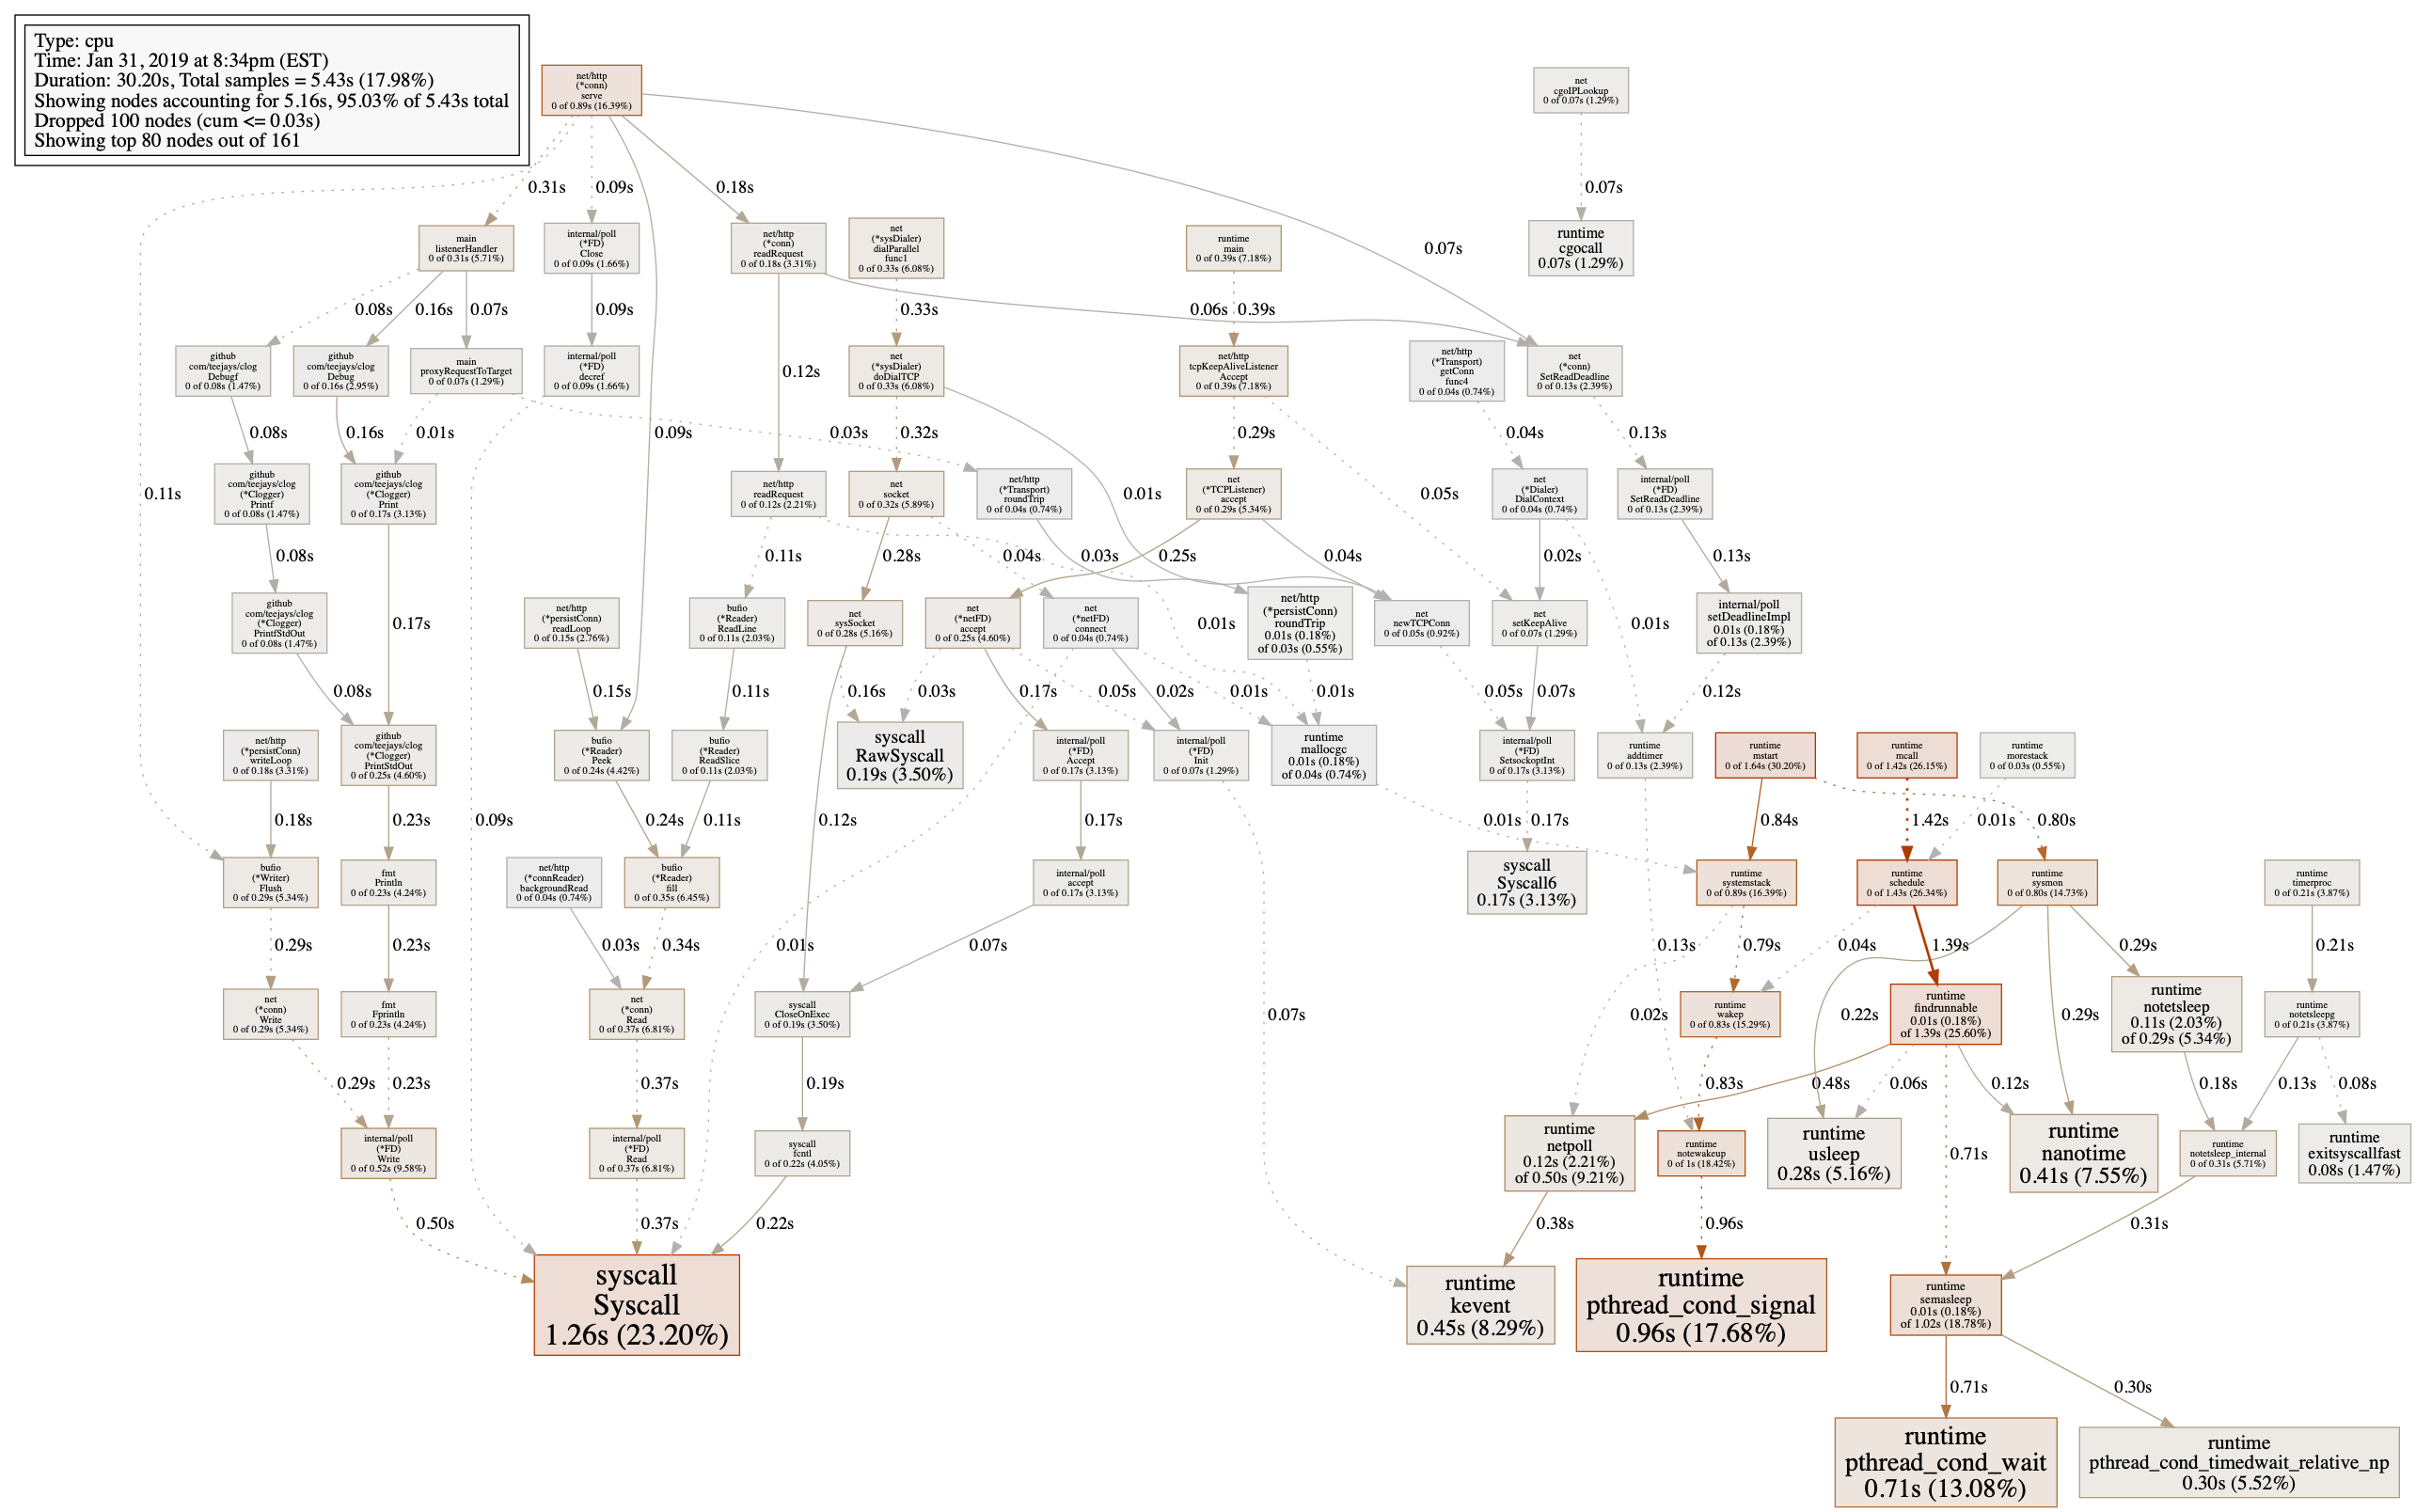 Type: cpu
Time: Jan 31, 2019 at 8:34pm (EST)
Duration: 30.20s, Total samples = 5.43s (17.98%)
Showing nodes accounting for 5.16s, 95.03% of 5.43s total
Dropped 100 nodes (cum <= 0.03s)
Showing top 80 nodes out of 161
net/http
(*conn)
serve
0 of 0.89s (16.39%)
net
cgoIPLookup
0 of 0.07s (1.29%)
0.31s
0.09s
0.18s
0.07s
0.07s
main
listenerHandler
0 of 0.31s (5.71%)
internal/poll
(*FD)
Close
0 of 0.09s (1.66%)
net/http
(*conn)
readRequest
0 of 0.18s (3.31%)
net
(*sysDialer)
dialParallel
func1
0 of 0.33s (6.08%)
runtime
main
0 of 0.39s (7.18%)
runtime
cgocall
0.07s (1.29%)
0.08s
0.16s
0.07s
0.09s
0.33s
0.06s
0.39s
github
com/teejays/clog
Debugf
0 of 0.08s (1.47%)
github
com/teejays/clog
Debug
0 of 0.16s (2.95%)
main
proxyRequestToTarget
0 of 0.07s (1.29%)
internal/poll
(*FD)
decref
0 of 0.09s (1.66%)
0.12s
net
(*sysDialer)
doDialTCP
0 of 0.33s (6.08%)
net/http
tcpKeepAliveListener
Accept
0 of 0.39s (7.18%)
net/http
(*Transport)
getConn
func4
0 of 0.04s (0.74%)
net
(*conn)
SetReadDeadline
0 of 0.13s (2.39%)
0.08s
0.16s
0.01s
0.09s
0.03s
0.32s
0.29s
0.04s
0.13s
0.11s
github
com/teejays/clog
(*Clogger)
Printf
0 of 0.08s (1.47%)
github
com/teejays/clog
(*Clogger)
Print
0 of 0.17s (3.13%)
net/http
readRequest
0 of 0.12s (2.21%)
net
socket
0 of 0.32s (5.89%)
net/http
(*Transport)
roundTrip
0 of 0.04s (0.74%)
0.01s
net
(*TCPListener)
accept
0 of 0.29s (5.34%)
0.05s
net
(*Dialer)
DialContext
0 of 0.04s (0.74%)
internal/poll
(*FD)
SetReadDeadline
0 of 0.13s (2.39%)
0.08s
0.11s
0.28s
0.04s
0.03s
0.25s
0.04s
0.02s
0.13s
github
com/teejays/clog
(*Clogger)
PrintfStdOut
0 of 0.08s (1.47%)
0.17s
net/http
(*persistConn)
readLoop
0 of 0.15s (2.76%)
bufio
(*Reader)
ReadLine
0 of 0.11s (2.03%)
net
sysSocket
0 of 0.28s (5.16%)
net
(*netFD)
accept
0 of 0.25s (4.60%)
net
(*netFD)
connect
0 of 0.04s (0.74%)
0.01s
net/http
(*persistConn)
roundTrip
0.01s (0.18%)
of 0.03s (0.55%)
net
newTCPConn
0 of 0.05s (0.92%)
net
setKeepAlive
0 of 0.07s (1.29%)
0.01s
internal/poll
setDeadlineImpl
0.01s (0.18%)
of 0.13s (2.39%)
0.08s
0.15s
0.11s
0.16s
0.03s
0.17s
0.05s
0.02s
0.01s
0.01s
0.05s
0.07s
0.12s
net/http
(*persistConn)
writeLoop
0 of 0.18s (3.31%)
github
com/teejays/clog
(*Clogger)
PrintStdOut
0 of 0.25s (4.60%)
bufio
(*Reader)
Peek
0 of 0.24s (4.42%)
bufio
(*Reader)
ReadSlice
0 of 0.11s (2.03%)
syscall
RawSyscall
0.19s (3.50%)
internal/poll
(*FD)
Accept
0 of 0.17s (3.13%)
internal/poll
(*FD)
Init
0 of 0.07s (1.29%)
runtime
mallocgc
0.01s (0.18%)
of 0.04s (0.74%)
internal/poll
(*FD)
SetsockoptInt
0 of 0.17s (3.13%)
runtime
addtimer
0 of 0.13s (2.39%)
runtime
mstart
0 of 1.64s (30.20%)
runtime
mcall
0 of 1.42s (26.15%)
runtime
morestack
0 of 0.03s (0.55%)
0.18s
0.23s
0.09s
0.24s
0.11s
0.12s
0.17s
0.01s
0.17s
0.84s
1.42s
0.01s
0.80s
bufio
(*Writer)
Flush
0 of 0.29s (5.34%)
fmt
Println
0 of 0.23s (4.24%)
net/http
(*connReader)
backgroundRead
0 of 0.04s (0.74%)
bufio
(*Reader)
fill
0 of 0.35s (6.45%)
internal/poll
accept
0 of 0.17s (3.13%)
syscall
Syscall6
0.17s (3.13%)
runtime
systemstack
0 of 0.89s (16.39%)
runtime
schedule
0 of 1.43s (26.34%)
runtime
sysmon
0 of 0.80s (14.73%)
runtime
timerproc
0 of 0.21s (3.87%)
0.29s
0.23s
0.03s
0.34s
0.01s
0.07s
0.13s
0.79s
0.04s
1.39s
0.29s
0.21s
net
(*conn)
Write
0 of 0.29s (5.34%)
fmt
Fprintln
0 of 0.23s (4.24%)
net
(*conn)
Read
0 of 0.37s (6.81%)
syscall
CloseOnExec
0 of 0.19s (3.50%)
0.07s
0.02s
runtime
wakep
0 of 0.83s (15.29%)
0.22s
runtime
findrunnable
0.01s (0.18%)
of 1.39s (25.60%)
0.29s
runtime
notetsleep
0.11s (2.03%)
of 0.29s (5.34%)
runtime
notetsleepg
0 of 0.21s (3.87%)
0.29s
0.23s
0.37s
0.19s
0.83s
0.48s
0.06s
0.12s
0.18s
0.13s
0.08s
internal/poll
(*FD)
Write
0 of 0.52s (9.58%)
internal/poll
(*FD)
Read
0 of 0.37s (6.81%)
syscall
fcntl
0 of 0.22s (4.05%)
runtime
netpoll
0.12s (2.21%)
of 0.50s (9.21%)
runtime
notewakeup
0 of 1s (18.42%)
runtime
usleep
0.28s (5.16%)
0.71s
runtime
nanotime
0.41s (7.55%)
runtime
notetsleep_internal
0 of 0.31s (5.71%)
runtime
exitsyscallfast
0.08s (1.47%)
0.50s
0.37s
0.22s
0.38s
0.96s
0.31s
syscall
Syscall
1.26s (23.20%)
runtime
kevent
0.45s (8.29%)
runtime
pthread_cond_signal
0.96s (17.68%)
runtime
semasleep
0.01s (0.18%)
of 1.02s (18.78%)
0.71s
0.30s
runtime
pthread_cond_wait
0.71s (13.08%)
runtime
pthread_cond_timedwait_relative_np
0.30s (5.52%)